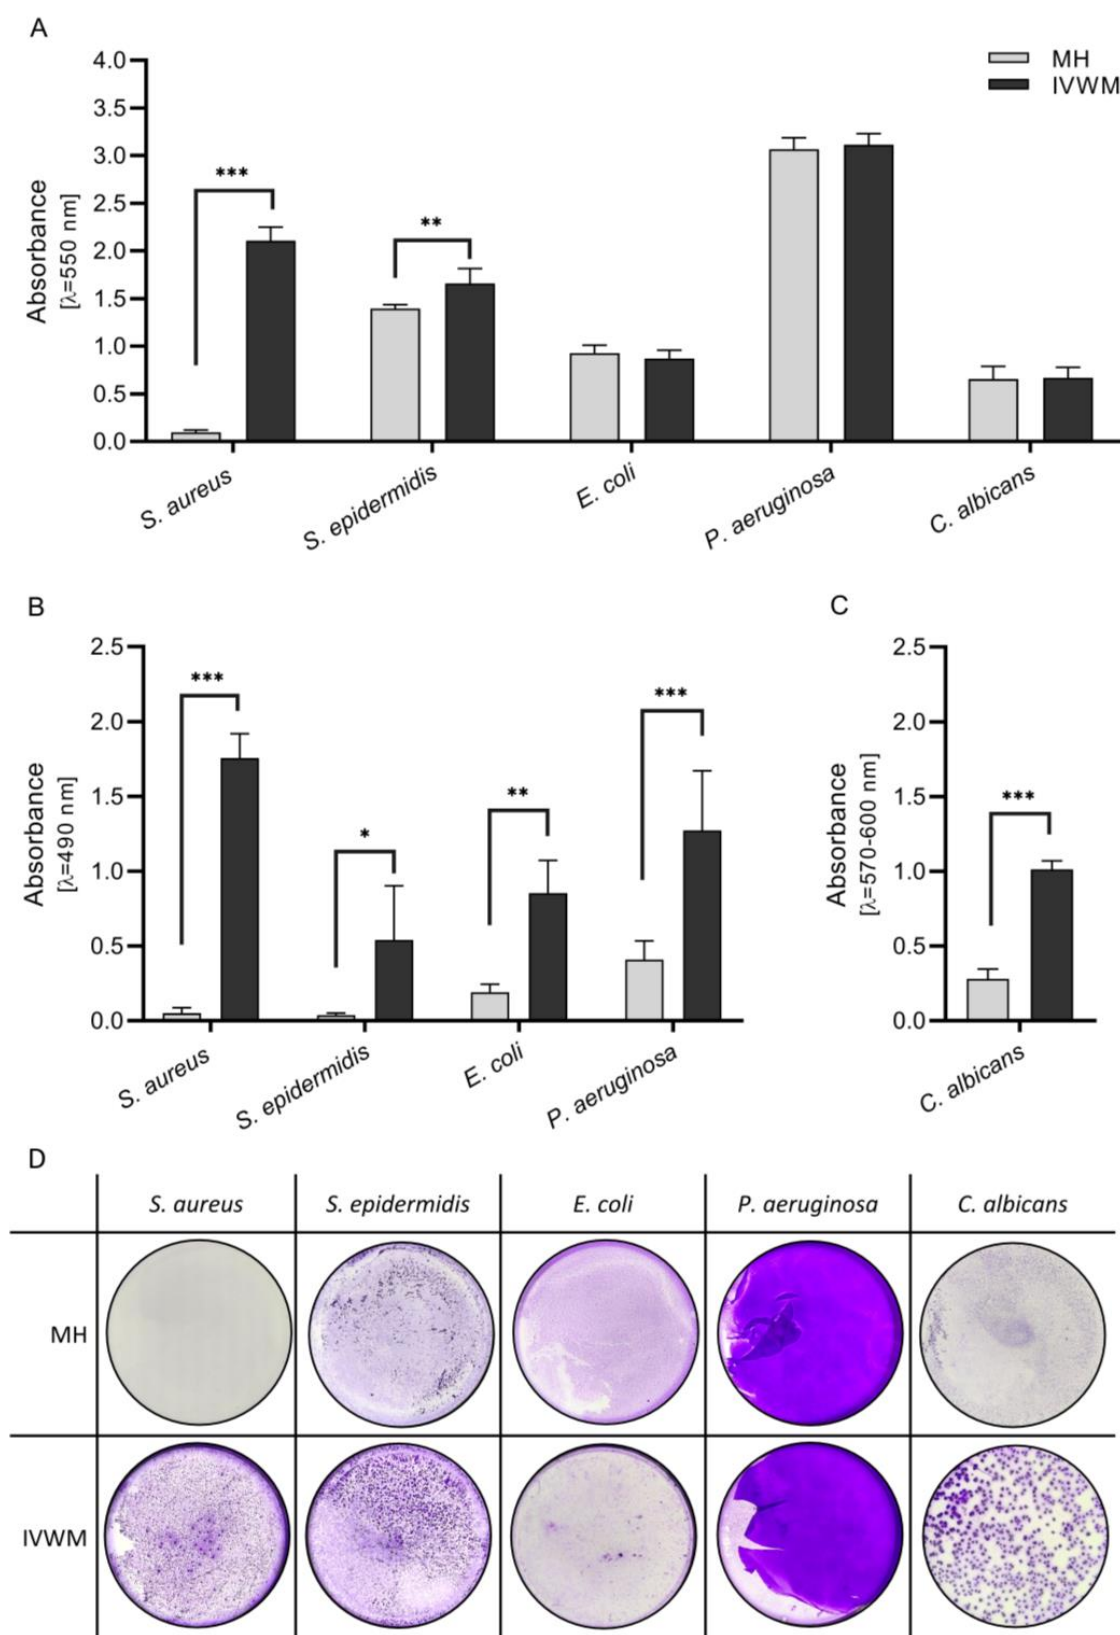 A
MH
IVWM
4.0
3.5
3.0
2.5
2.0
1.5
1.0
0.5
0.0
Absorbance
[λ=550 nm]
***
**
S. aureus
S. epidermidis
E. coli
P. aeruginosa
C. albicans
B
2.5
2.0
1.5
1.0
0.5
0.0
Absorbance
[λ=490 nm]
***
*
**
***
S. aureus
S. epidermidis
E. coli
P. aeruginosa
C
2.5
2.0
1.5
1.0
0.5
0.0
Absorbance
[λ=570-600 nm]
***
C. albicans
D
S. aureus S. epidermidis E. coli P. aeruginosa C. albicans
MH
IVWM